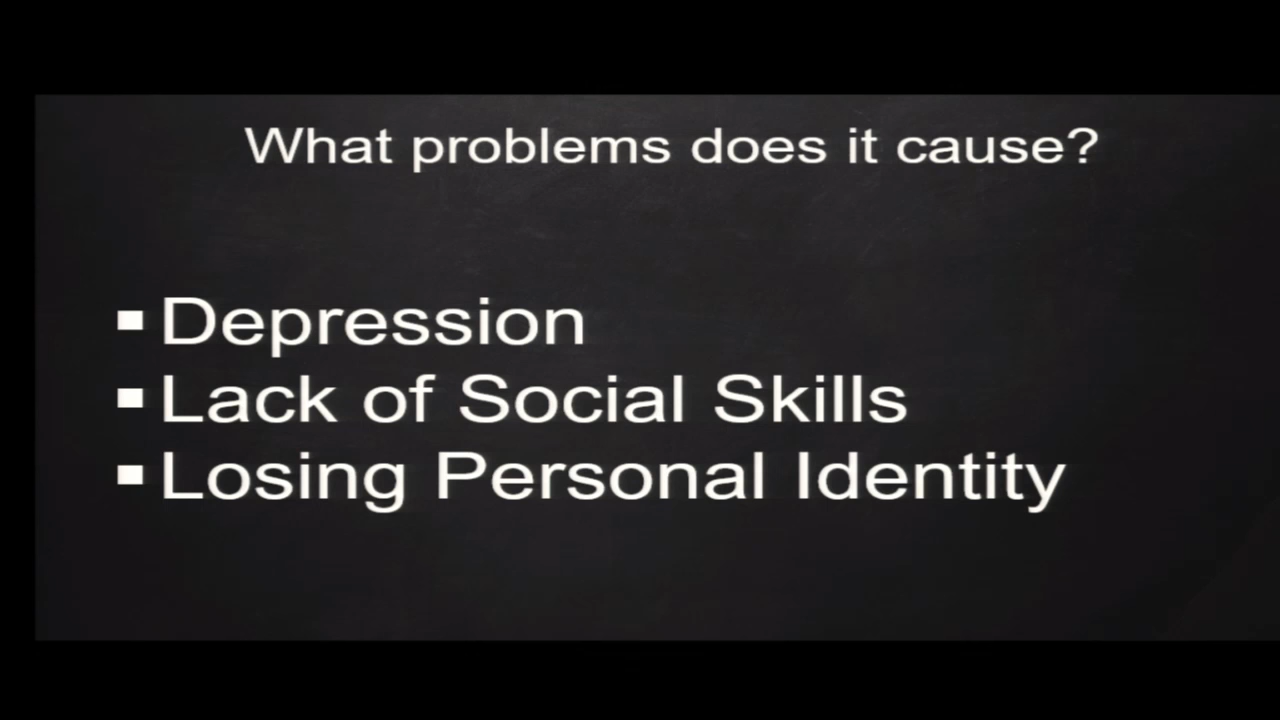 What problems does it cause?
▪ Depression
▪ Lack of Social Skills
▪ Losing Personal Identity